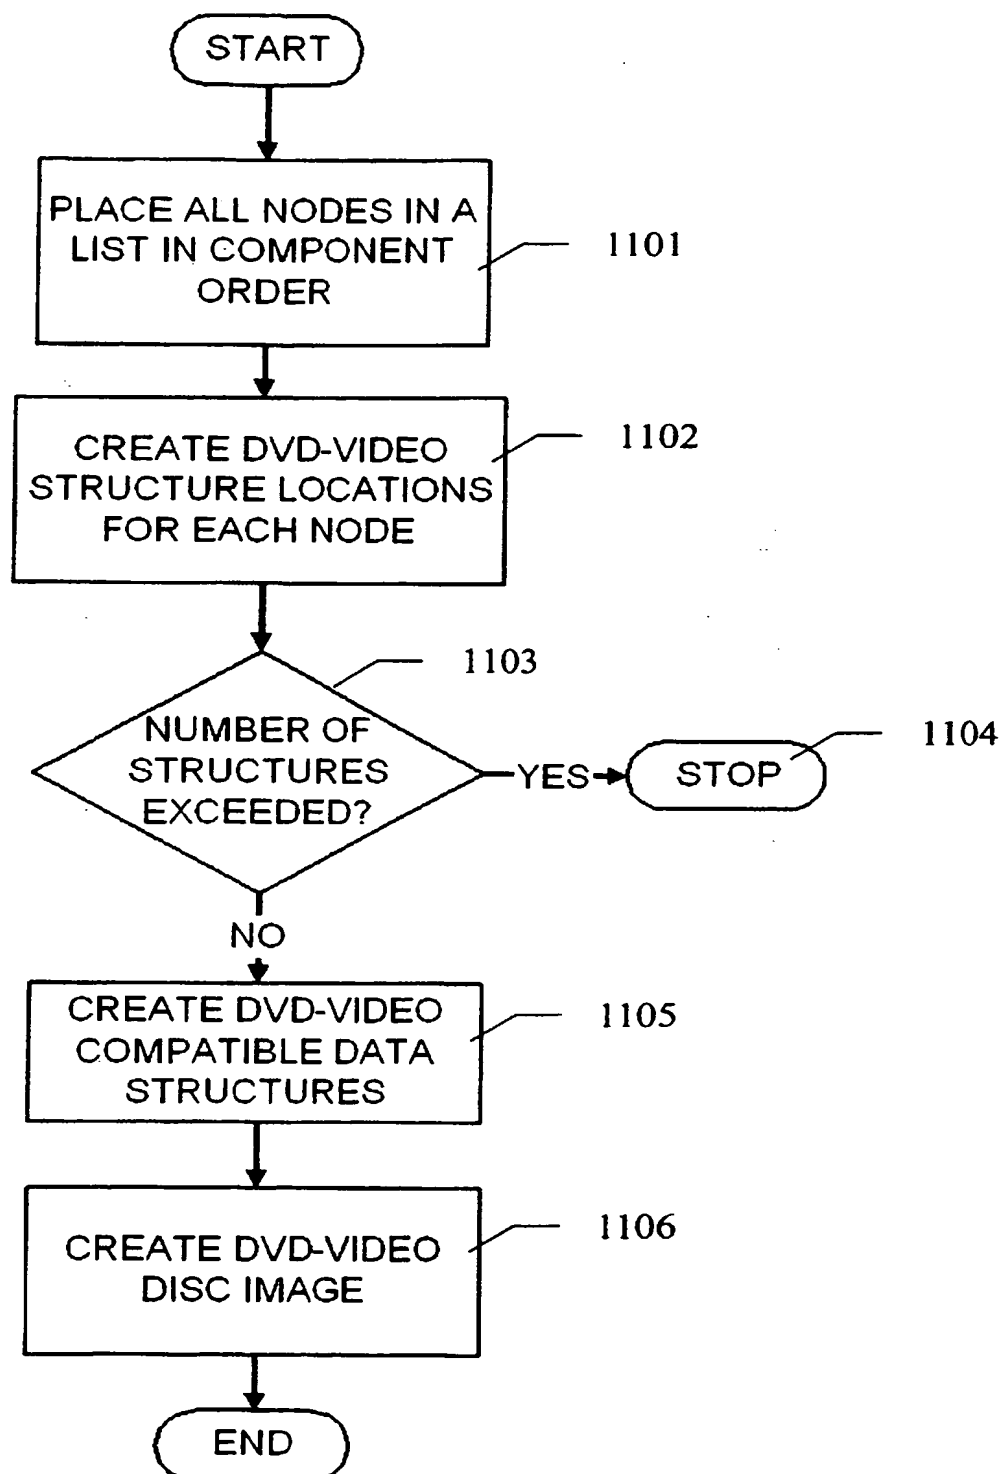 START
PLACE ALL NODES IN A
LIST IN COMPONENT
ORDER
1101
CREATE DVD-VIDEO
STRUCTURE LOCATIONS
FOR EACH NODE
1102
1103
NUMBER OF
STRUCTURES
EXCEEDED?
YES
STOP
1104
NO
CREATE DVD-VIDEO
COMPATIBLE DATA
STRUCTURES
1105
CREATE DVD-VIDEO
DISC IMAGE
1106
END